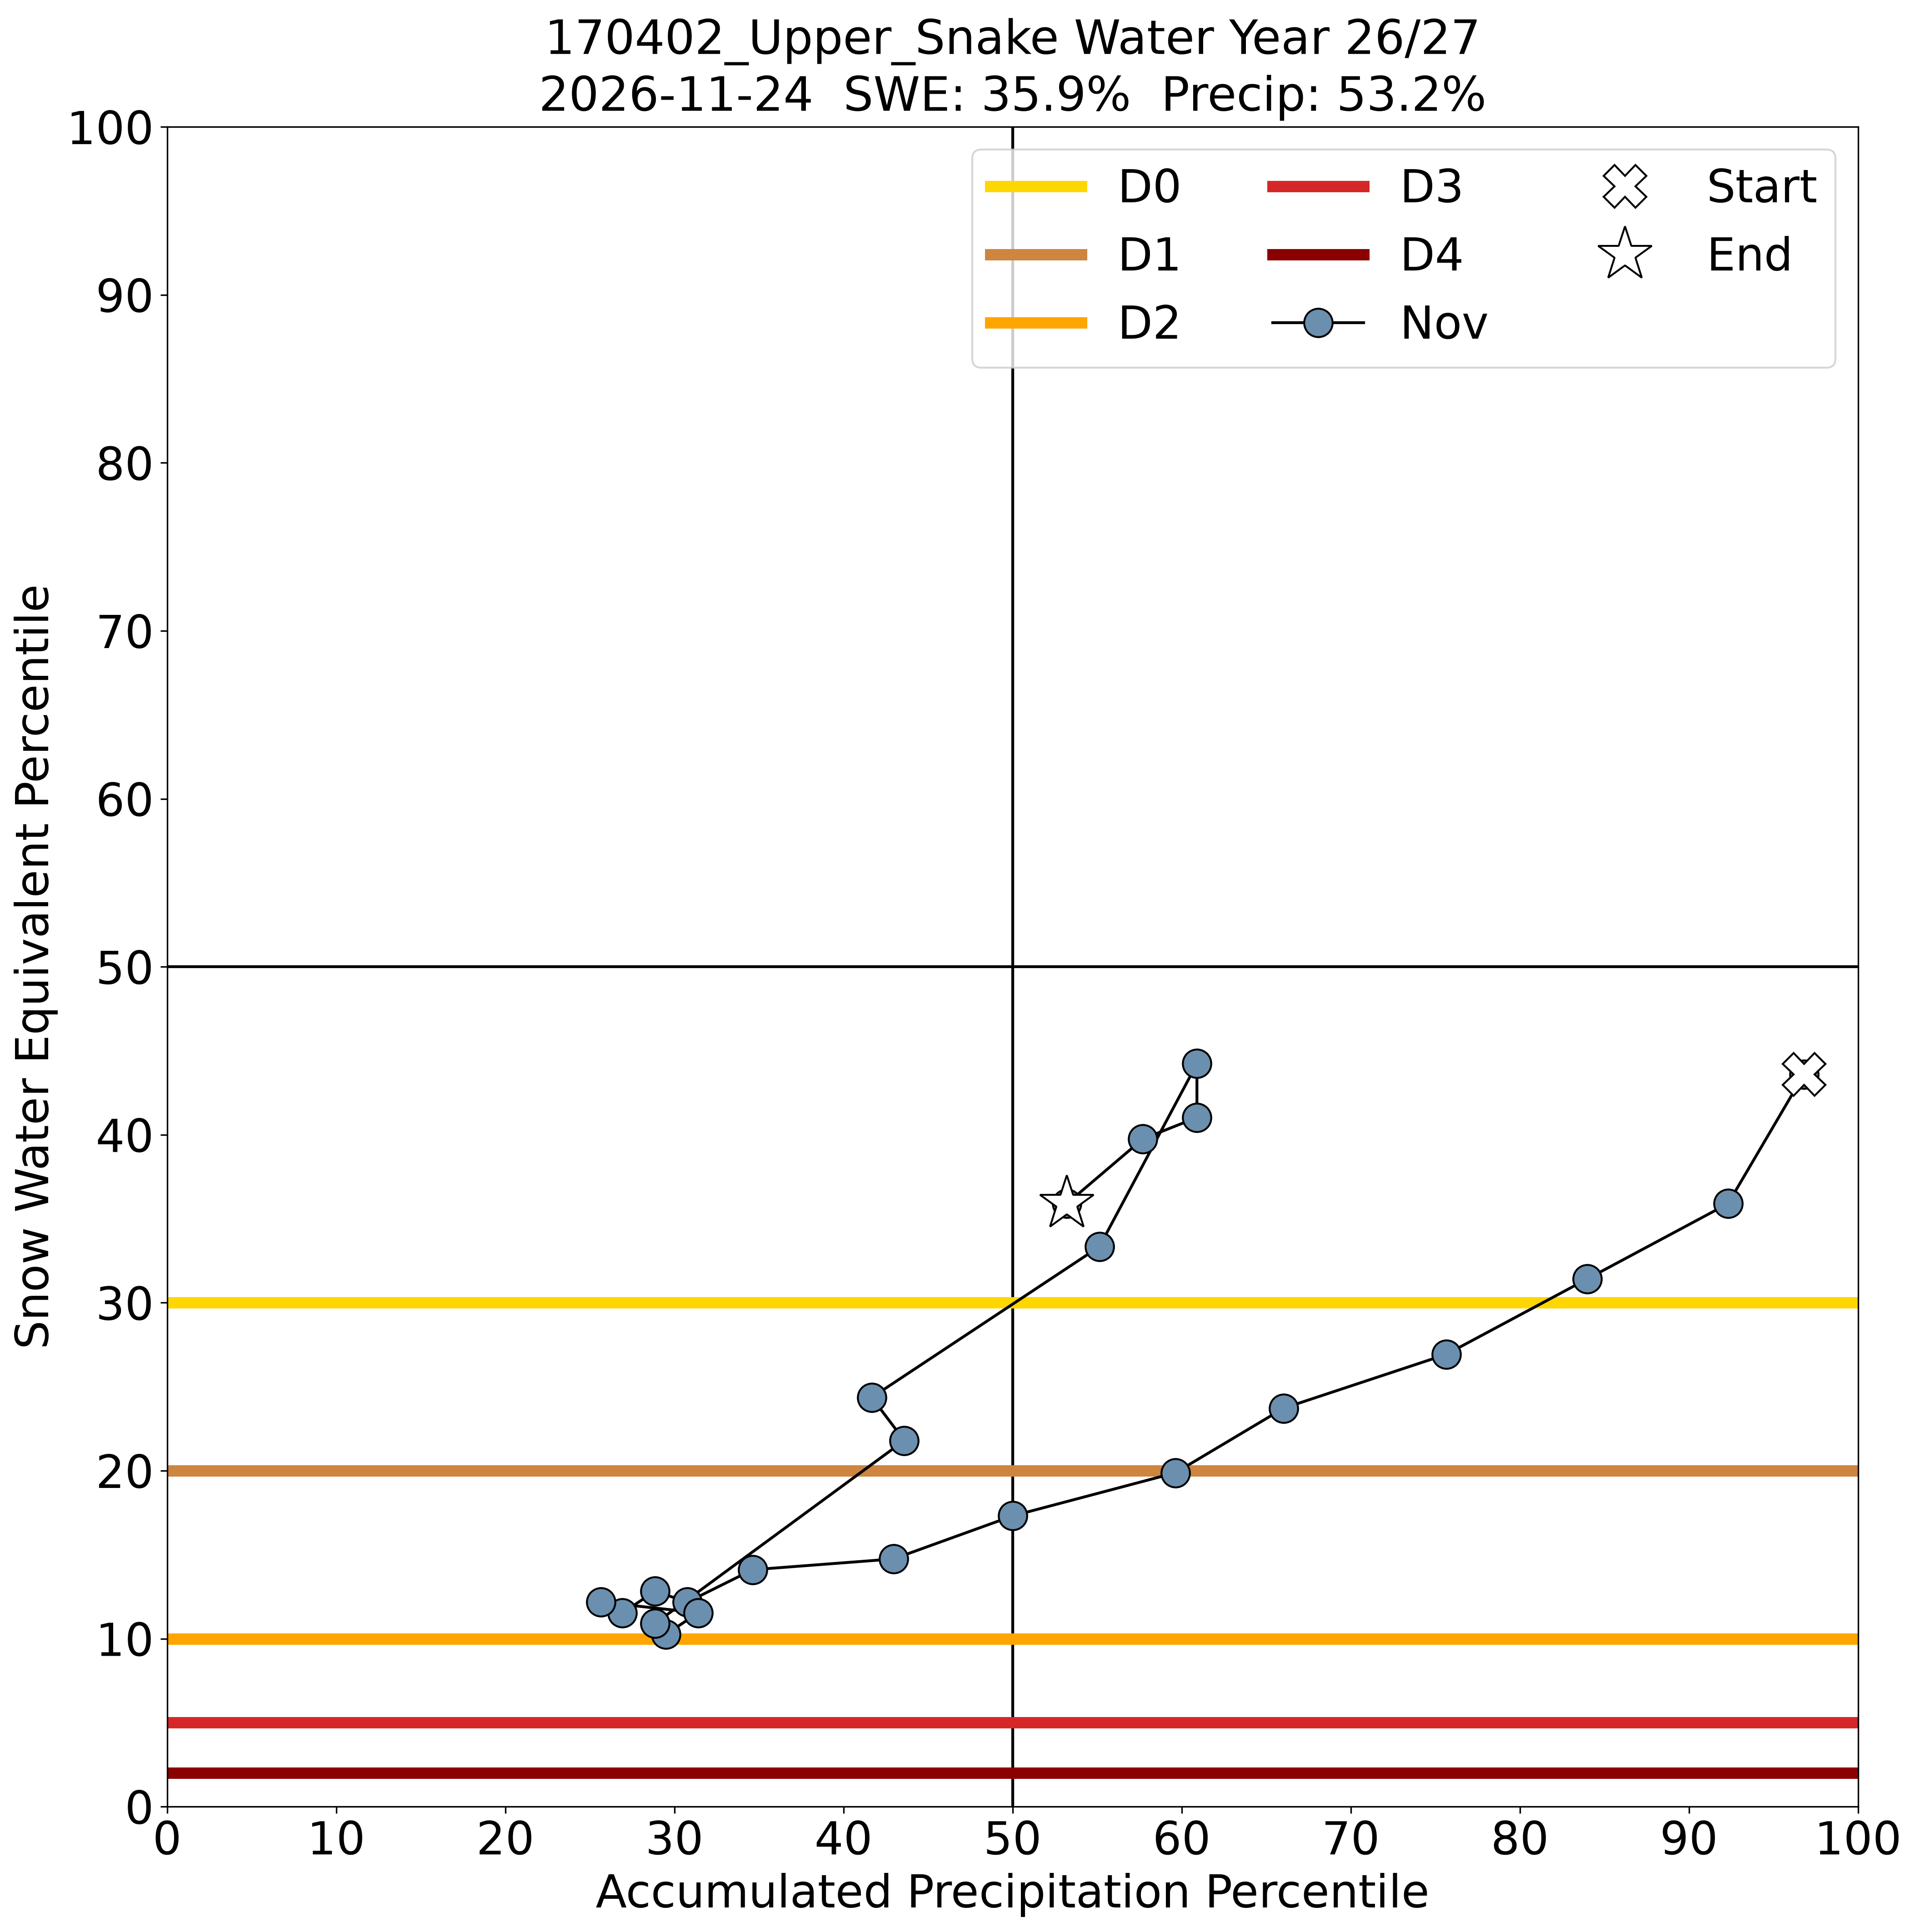 170402_Upper_Snake Water Year 26/27
2026-11-24  SWE: 35.9%  Precip: 53.2%
100
90
80
70
60
50
40
30
20
10
0
Snow Water Equivalent Percentile
D0
D1
D2
D3
D4
Nov
Start
End
0 10 20 30 40 50 60 70 80 90 100
Accumulated Precipitation Percentile